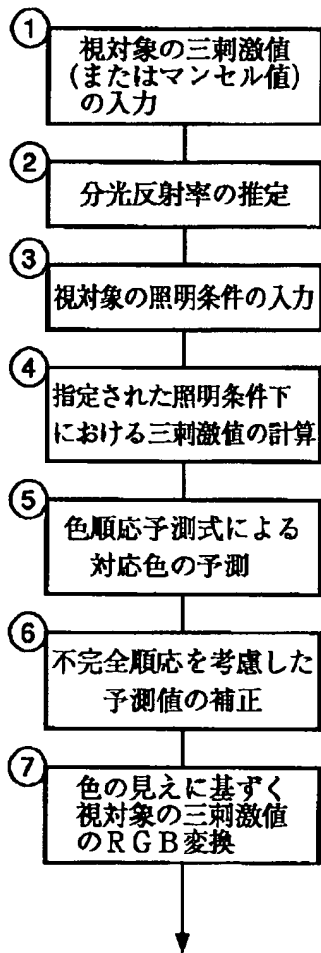 ①
視対象の三刺激値
(またはマンセル値)
の入力
②
分光反射率の推定
③
視対象の照明条件の入力
④
指定された照明条件下
における三刺激値の計算
⑤
色順応予測式による
対応色の予測
⑥
不完全順応を考慮した
予測値の補正
⑦
色の見えに基ずく
視対象の三刺激値
のRGB変換